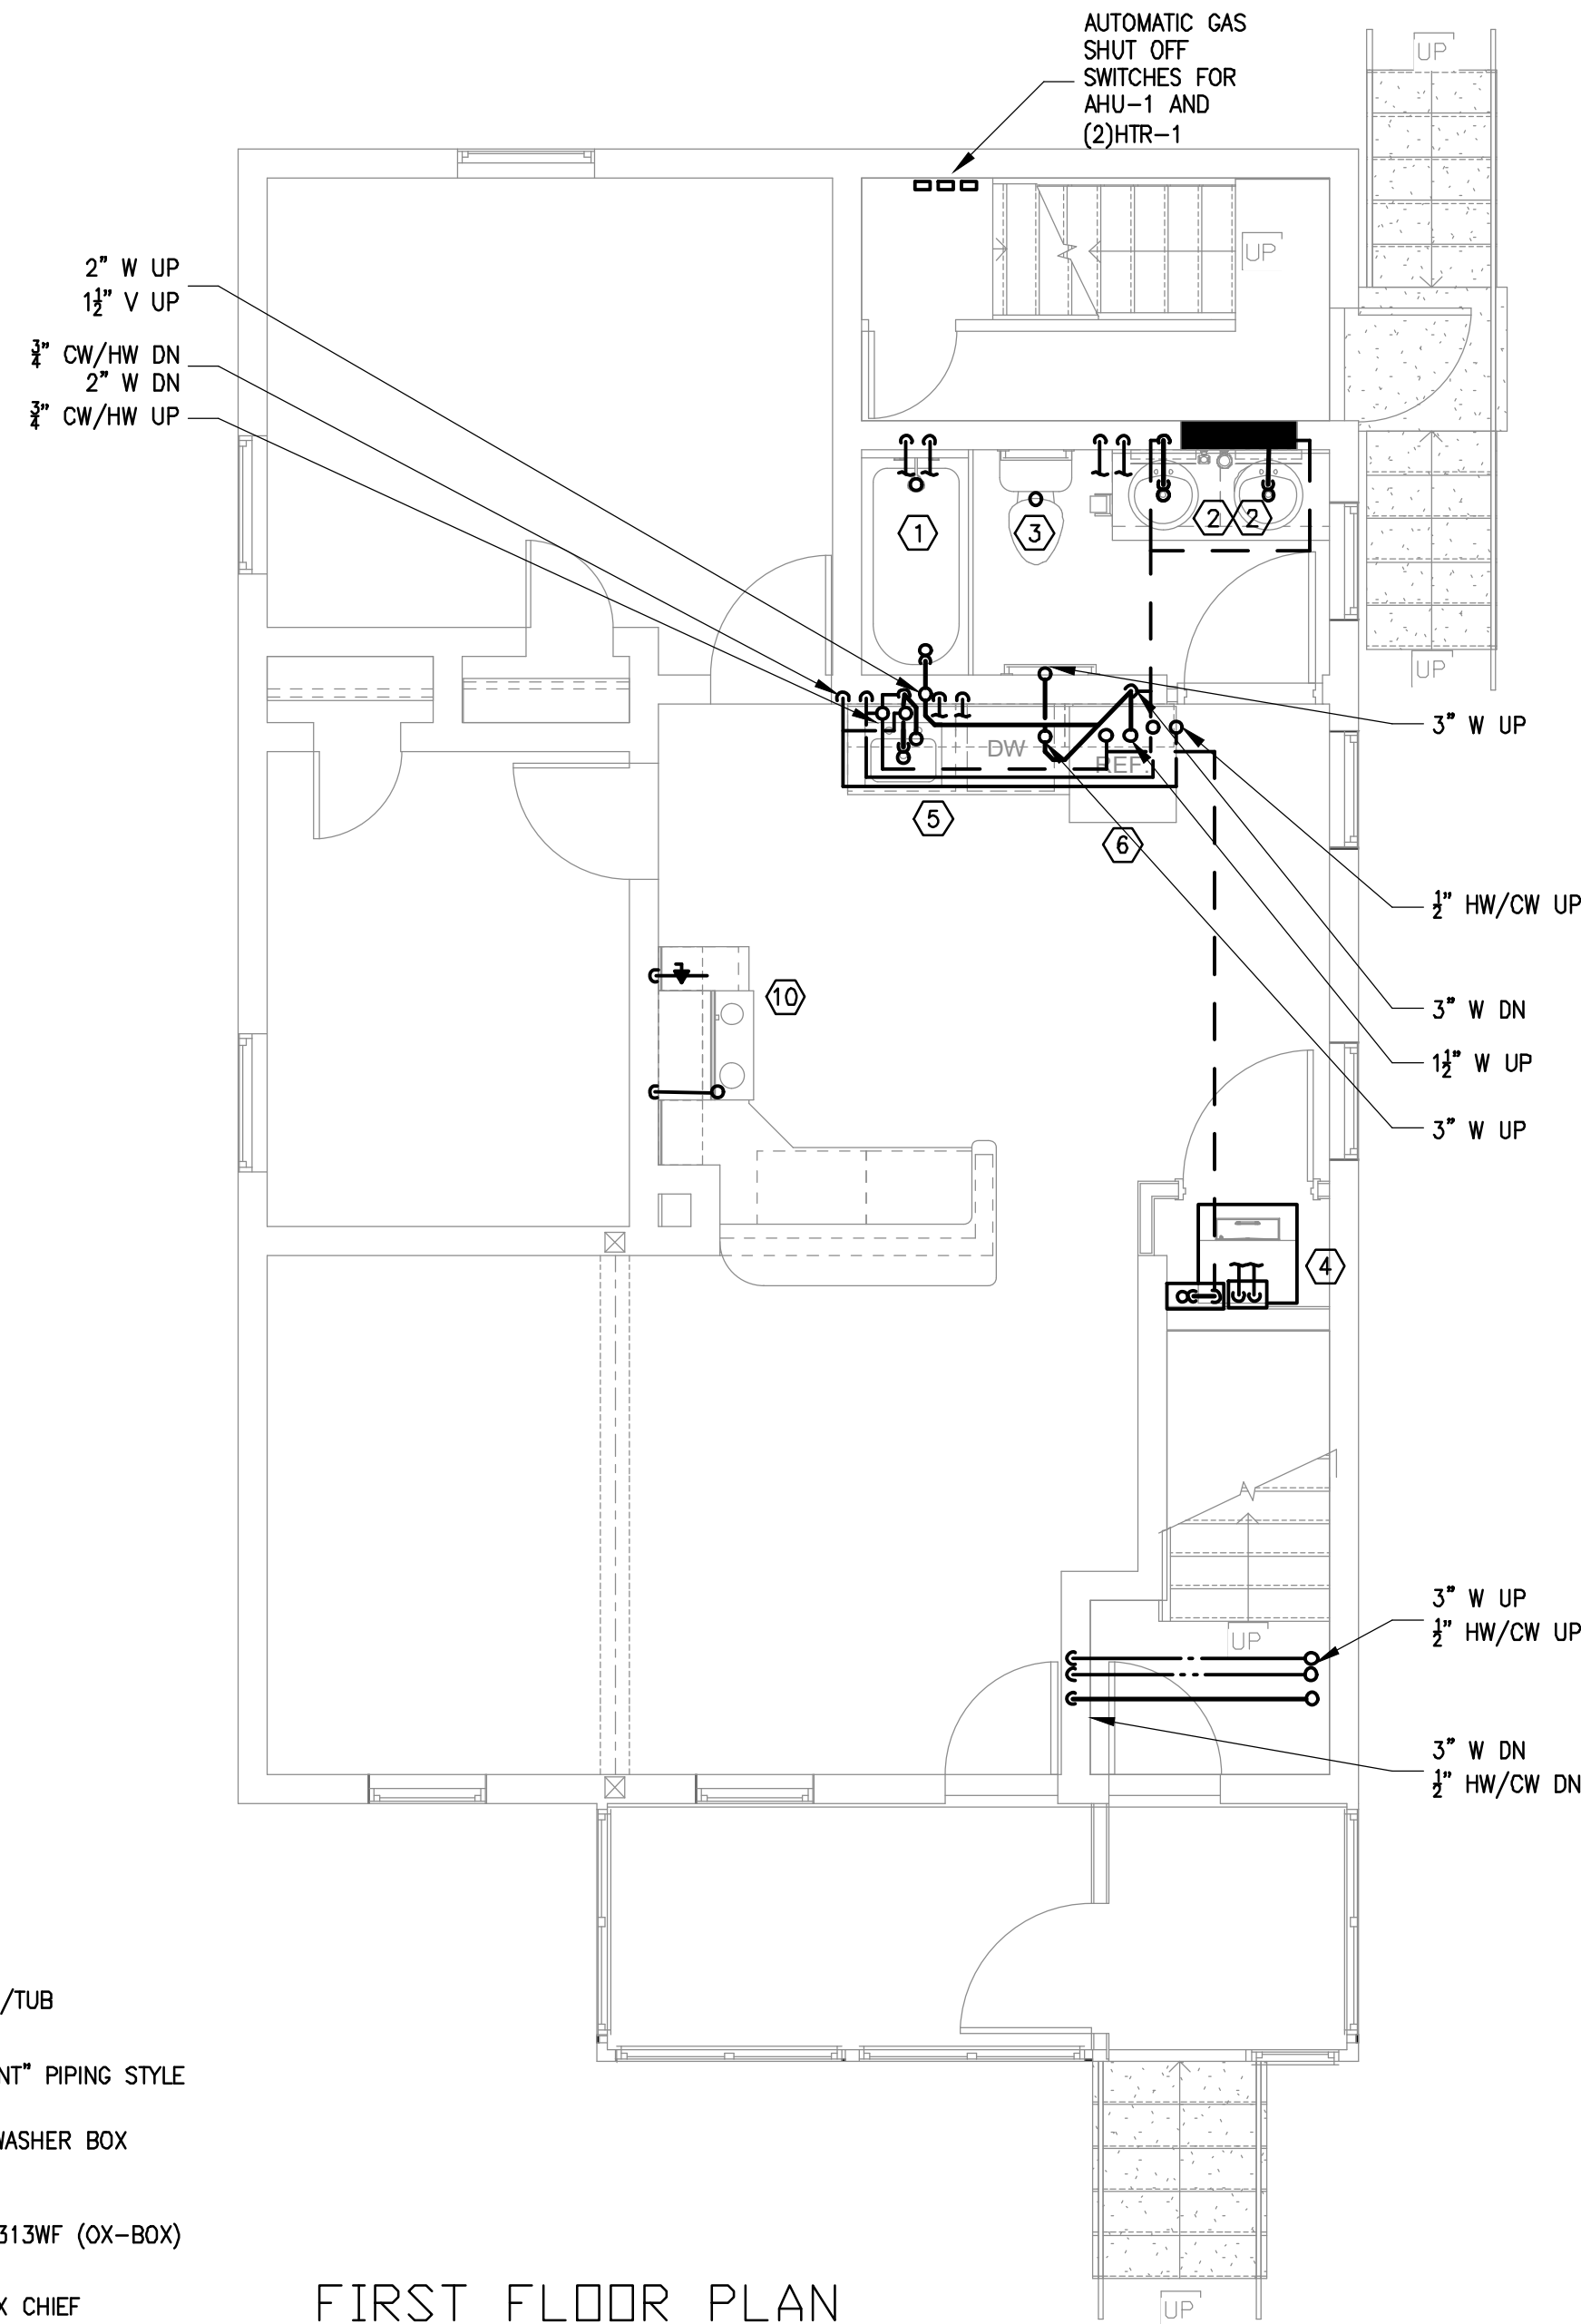 AUTOMATIC GAS
SHUT OFF
SWITCHES FOR
AHU-1 AND
(2)HTR-1
UP
UP
2" W UP
1½" V UP
¾" CW/HW DN
2" W DN
¾" CW/HW UP
1
3
2
2
UP
3" W UP
DW
REF.
5
6
½" HW/CW UP
10
3" W DN
1½" W UP
3" W UP
4
3" W UP
½" HW/CW UP
UP
3" W DN
½" HW/CW DN
/TUB
NT" PIPING STYLE
WASHER BOX
313WF (OX-BOX)
X CHIEF
FIRST FLOOR PLAN
UP